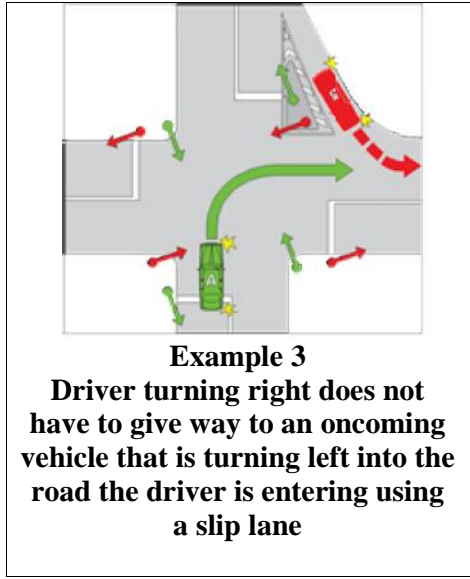 A
Example 3
Driver turning right does not
have to give way to an oncoming
vehicle that is turning left into the
road the driver is entering using
a slip lane